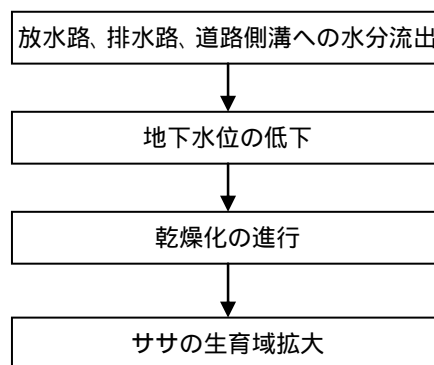 放水路、排水路、道路側溝への水分流出
地下水位の低下
乾燥化の進行
ササの生育域拡大